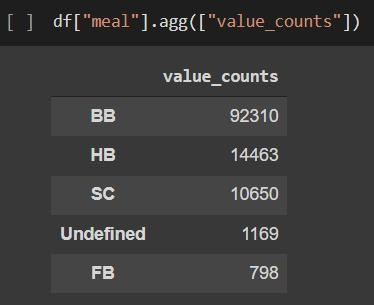 [ ] df["meal"].agg(["value_counts"])
value_counts
BB 92310
HB 14463
SC 10650
Undefined 1169
FB 798